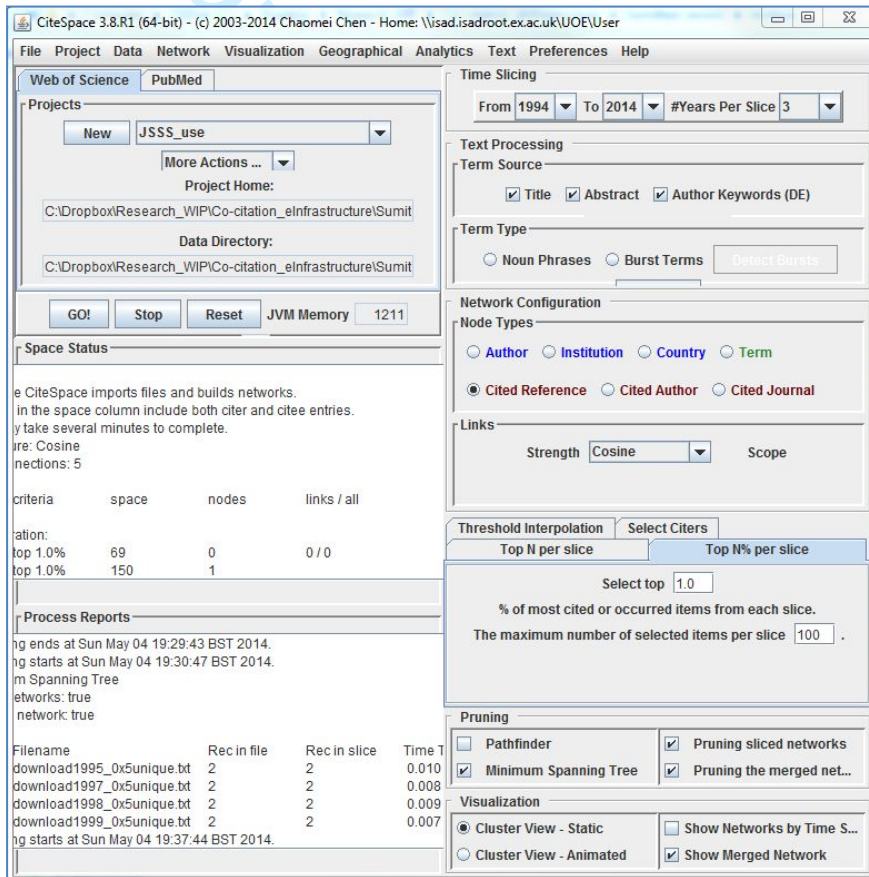 CiteSpace 3.8.R1 (64-bit) - (c) 2003-2014 Chaomei Chen - Home: \\isad.isadroot.ex.ac.uk\UOE\User
File Project Data Network Visualization Geographical Analytics Text Preferences Help
Web of Science PubMed
Projects
New JSSS_use
More Actions ...
Project Home:
C:\Dropbox\Research_WIP\Co-citation_eInfrastructure\Sumit
Data Directory:
C:\Dropbox\Research_WIP\Co-citation_eInfrastructure\Sumit
GO! Stop Reset JVM Memory 1211
Space Status
e CiteSpace imports files and builds networks.
in the space column include both citer and citee entries.
y take several minutes to complete.
ure: Cosine
nections: 5
criteria space nodes links / all
ration:
top 1.0% 69 0 0 / 0
top 1.0% 150 1
Process Reports
ng ends at Sun May 04 19:29:43 BST 2014.
ng starts at Sun May 04 19:30:47 BST 2014.
m Spanning Tree
etworks: true
network: true
Filename Rec in file Rec in slice Time T
download1995_0x5unique.txt 2 2 0.010
download1997_0x5unique.txt 2 2 0.008
download1998_0x5unique.txt 2 2 0.009
download1999_0x5unique.txt 2 2 0.007
ng starts at Sun May 04 19:37:44 BST 2014.
Time Slicing
From 1994 To 2014 #Years Per Slice 3
Text Processing
Term Source
Title Abstract Author Keywords (DE)
Term Type
Noun Phrases Burst Terms Detect Bursts
Network Configuration
Node Types
Author Institution Country Term
Cited Reference Cited Author Cited Journal
Links
Strength Cosine Scope
Threshold Interpolation Select Citers
Top N per slice Top N% per slice
Select top 1.0
% of most cited or occurred items from each slice.
The maximum number of selected items per slice 100 .
Pruning
Pathfinder Pruning sliced networks
Minimum Spanning Tree Pruning the merged net...
Visualization
Cluster View - Static Show Networks by Time S...
Cluster View - Animated Show Merged Network